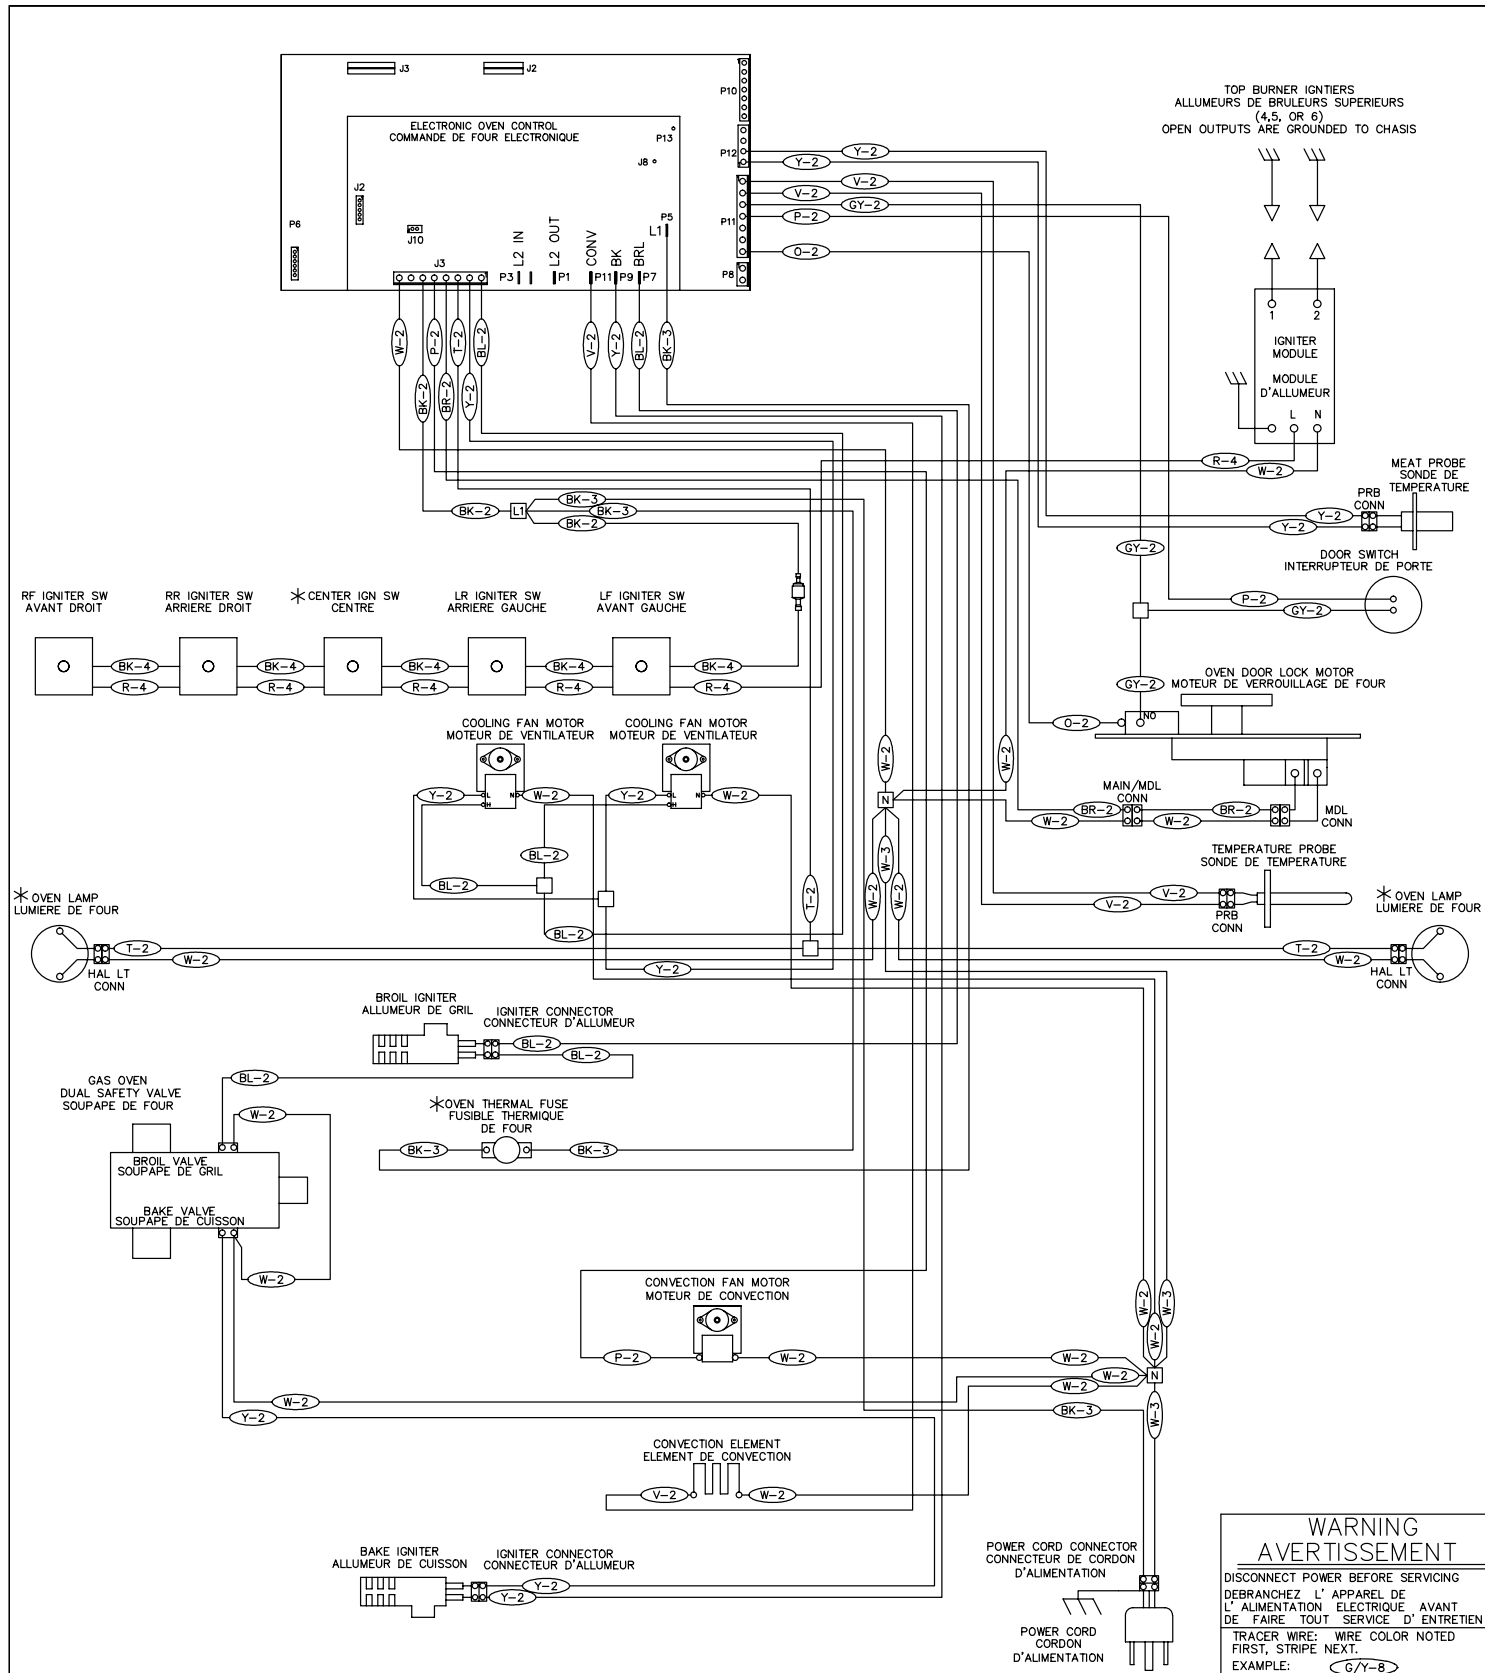 J3
J2
P10
ELECTRONIC OVEN CONTROL
COMMANDE DE FOUR ELECTRONIQUE
P13
J8
P12
J2
P6
J10
J3
P5
L1
P11
P8
L2 IN
L2 OUT
CONV
BK
BRL
P3
P1
P11
P9
P7
Y-2
Y-2
V-2
V-2
GY-2
P-2
O-2
TOP BURNER IGNTIERS
ALLUMEURS DE BRULEURS SUPERIEURS
(4,5, OR 6)
OPEN OUTPUTS ARE GROUNDED TO CHASIS
1
2
IGNITER
MODULE
MODULE
D'ALLUMEUR
L
N
W-2
P-2
T-2
BL-2
BK-2
BR-2
Y-2
V-2
Y-2
BL-2
BK-3
R-4
W-2
MEAT PROBE
SONDE DE
TEMPERATURE
PRB
CONN
Y-2
Y-2
BK-2
L1
BK-3
BK-3
BK-2
GY-2
DOOR SWITCH
INTERRUPTEUR DE PORTE
P-2
GY-2
RF IGNITER SW
AVANT DROIT
RR IGNITER SW
ARRIERE DROIT
CENTER IGN SW
CENTRE
LR IGNITER SW
ARRIERE GAUCHE
LF IGNITER SW
AVANT GAUCHE
BK-4
BK-4
BK-4
BK-4
BK-4
R-4
R-4
R-4
R-4
R-4
OVEN DOOR LOCK MOTOR
MOTEUR DE VERROUILLAGE DE FOUR
GY-2
O-2
NO
COOLING FAN MOTOR
MOTEUR DE VENTILATEUR
COOLING FAN MOTOR
MOTEUR DE VENTILATEUR
Y-2
L
H
N
W-2
Y-2
L
H
N
W-2
W-2
W-2
N
MAIN/MDL
CONN
BR-2
W-2
BR-2
W-2
MDL
CONN
BL-2
BL-2
BL-2
Y-2
W-3
W-2
W-2
T-2
TEMPERATURE PROBE
SONDE DE TEMPERATURE
V-2
V-2
PRB
CONN
OVEN LAMP
LUMIERE DE FOUR
T-2
W-2
HAL LT
CONN
OVEN LAMP
LUMIERE DE FOUR
T-2
W-2
HAL LT
CONN
BROIL IGNITER
ALLUMEUR DE GRIL
IGNITER CONNECTOR
CONNECTEUR D'ALLUMEUR
BL-2
BL-2
BL-2
GAS OVEN
DUAL SAFETY VALVE
SOUPAPE DE FOUR
W-2
BROIL VALVE
SOUPAPE DE GRIL
BAKE VALVE
SOUPAPE DE CUISSON
W-2
OVEN THERMAL FUSE
FUSIBLE THERMIQUE
DE FOUR
BK-3
BK-3
CONVECTION FAN MOTOR
MOTEUR DE CONVECTION
P-2
W-2
W-2
W-2
W-3
W-2
W-2
W-2
N
W-2
Y-2
BK-3
W-3
CONVECTION ELEMENT
ELEMENT DE CONVECTION
V-2
W-2
BAKE IGNITER
ALLUMEUR DE CUISSON
IGNITER CONNECTOR
CONNECTEUR D'ALLUMEUR
Y-2
Y-2
POWER CORD CONNECTOR
CONNECTEUR DE CORDON
D'ALIMENTATION
POWER CORD
CORDON
D'ALIMENTATION
WARNING
AVERTISSEMENT
DISCONNECT POWER BEFORE SERVICING
DEBRANCHEZ L' APPAREL DE
L' ALIMENTATION ELECTRIQUE AVANT
DE FAIRE TOUT SERVICE D' ENTRETIEN
TRACER WIRE: WIRE COLOR NOTED
FIRST, STRIPE NEXT.
EXAMPLE: G/Y-8